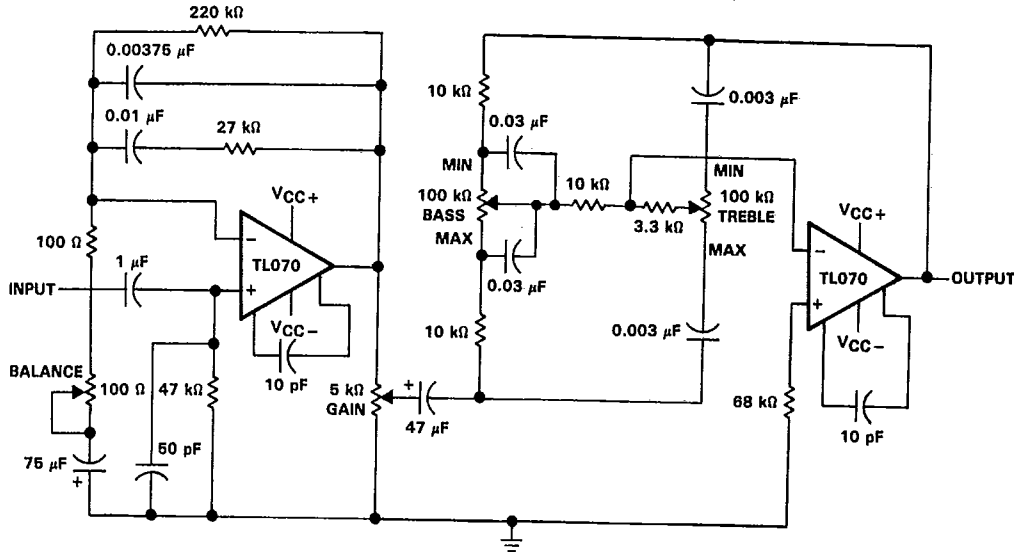 220 kΩ
0.00375 μF
0.01 μF
27 kΩ
VCC+
100 Ω
1 μF
TL070
INPUT
-
+
VCC-
10 pF
BALANCE
100 Ω
47 kΩ
50 pF
75 μF
+
5 kΩ
GAIN
+
47 μF
10 kΩ
0.03 μF
MIN
100 kΩ
BASS
MAX
0.03 μF
10 kΩ
10 kΩ
3.3 kΩ
0.003 μF
MIN
100 kΩ
TREBLE
MAX
0.003 μF
VCC+
-
TL070
+
OUTPUT
VCC-
68 kΩ
10 pF